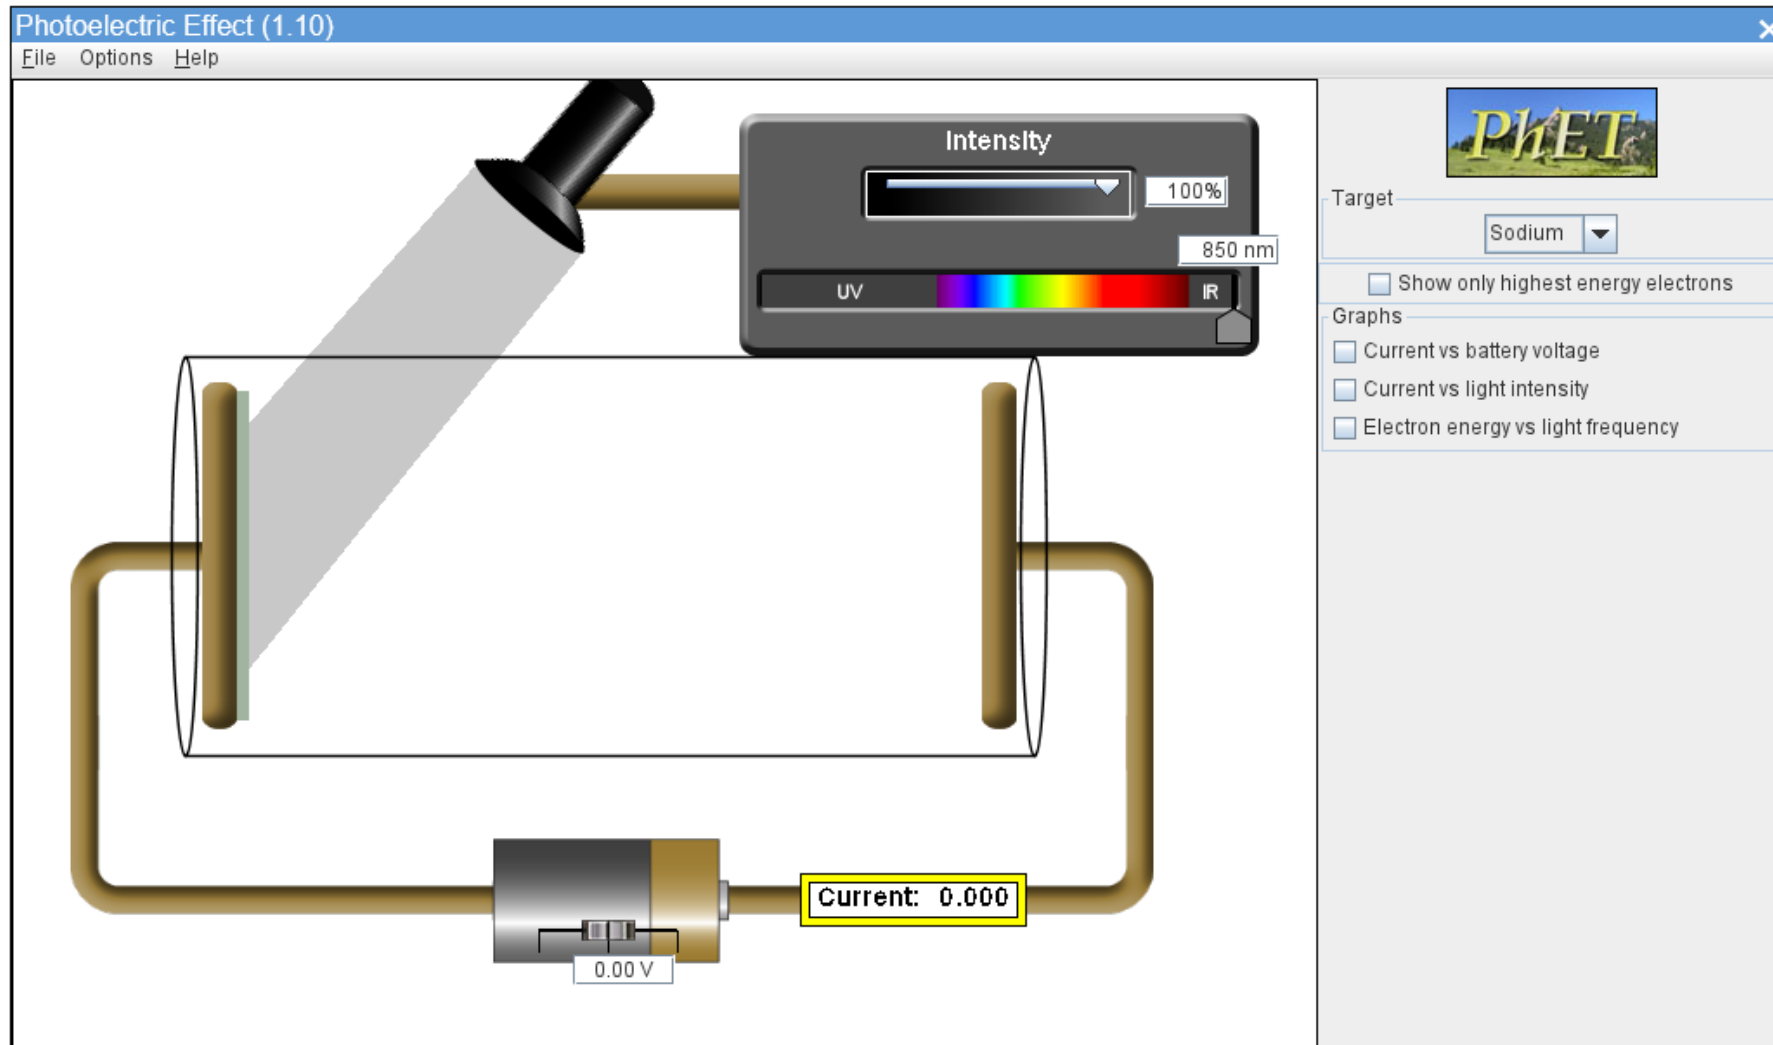 Photoelectric Effect (1.10)
File Options Help
PhET
Intensity
100%
850 nm
UV
IR
Target
Sodium
Show only highest energy electrons
Graphs
Current vs battery voltage
Current vs light intensity
Electron energy vs light frequency
Current: 0.000
0.00 V